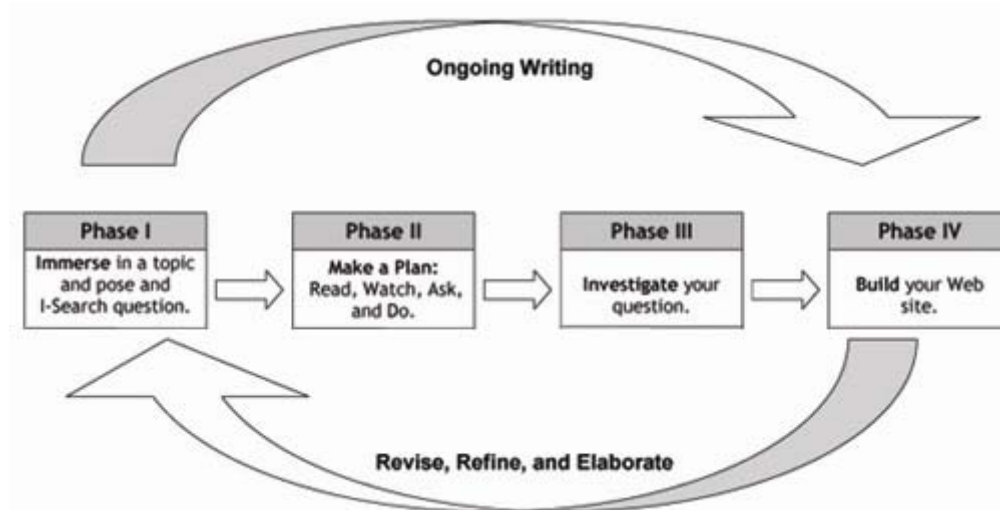 Ongoing Writing
Phase I
Immerse in a topic
and pose and
I-Search question.
Phase II
Make a Plan:
Read, Watch, Ask,
and Do.
Phase III
Investigate your
question.
Phase IV
Build your Web
site.
Revise, Refine, and Elaborate